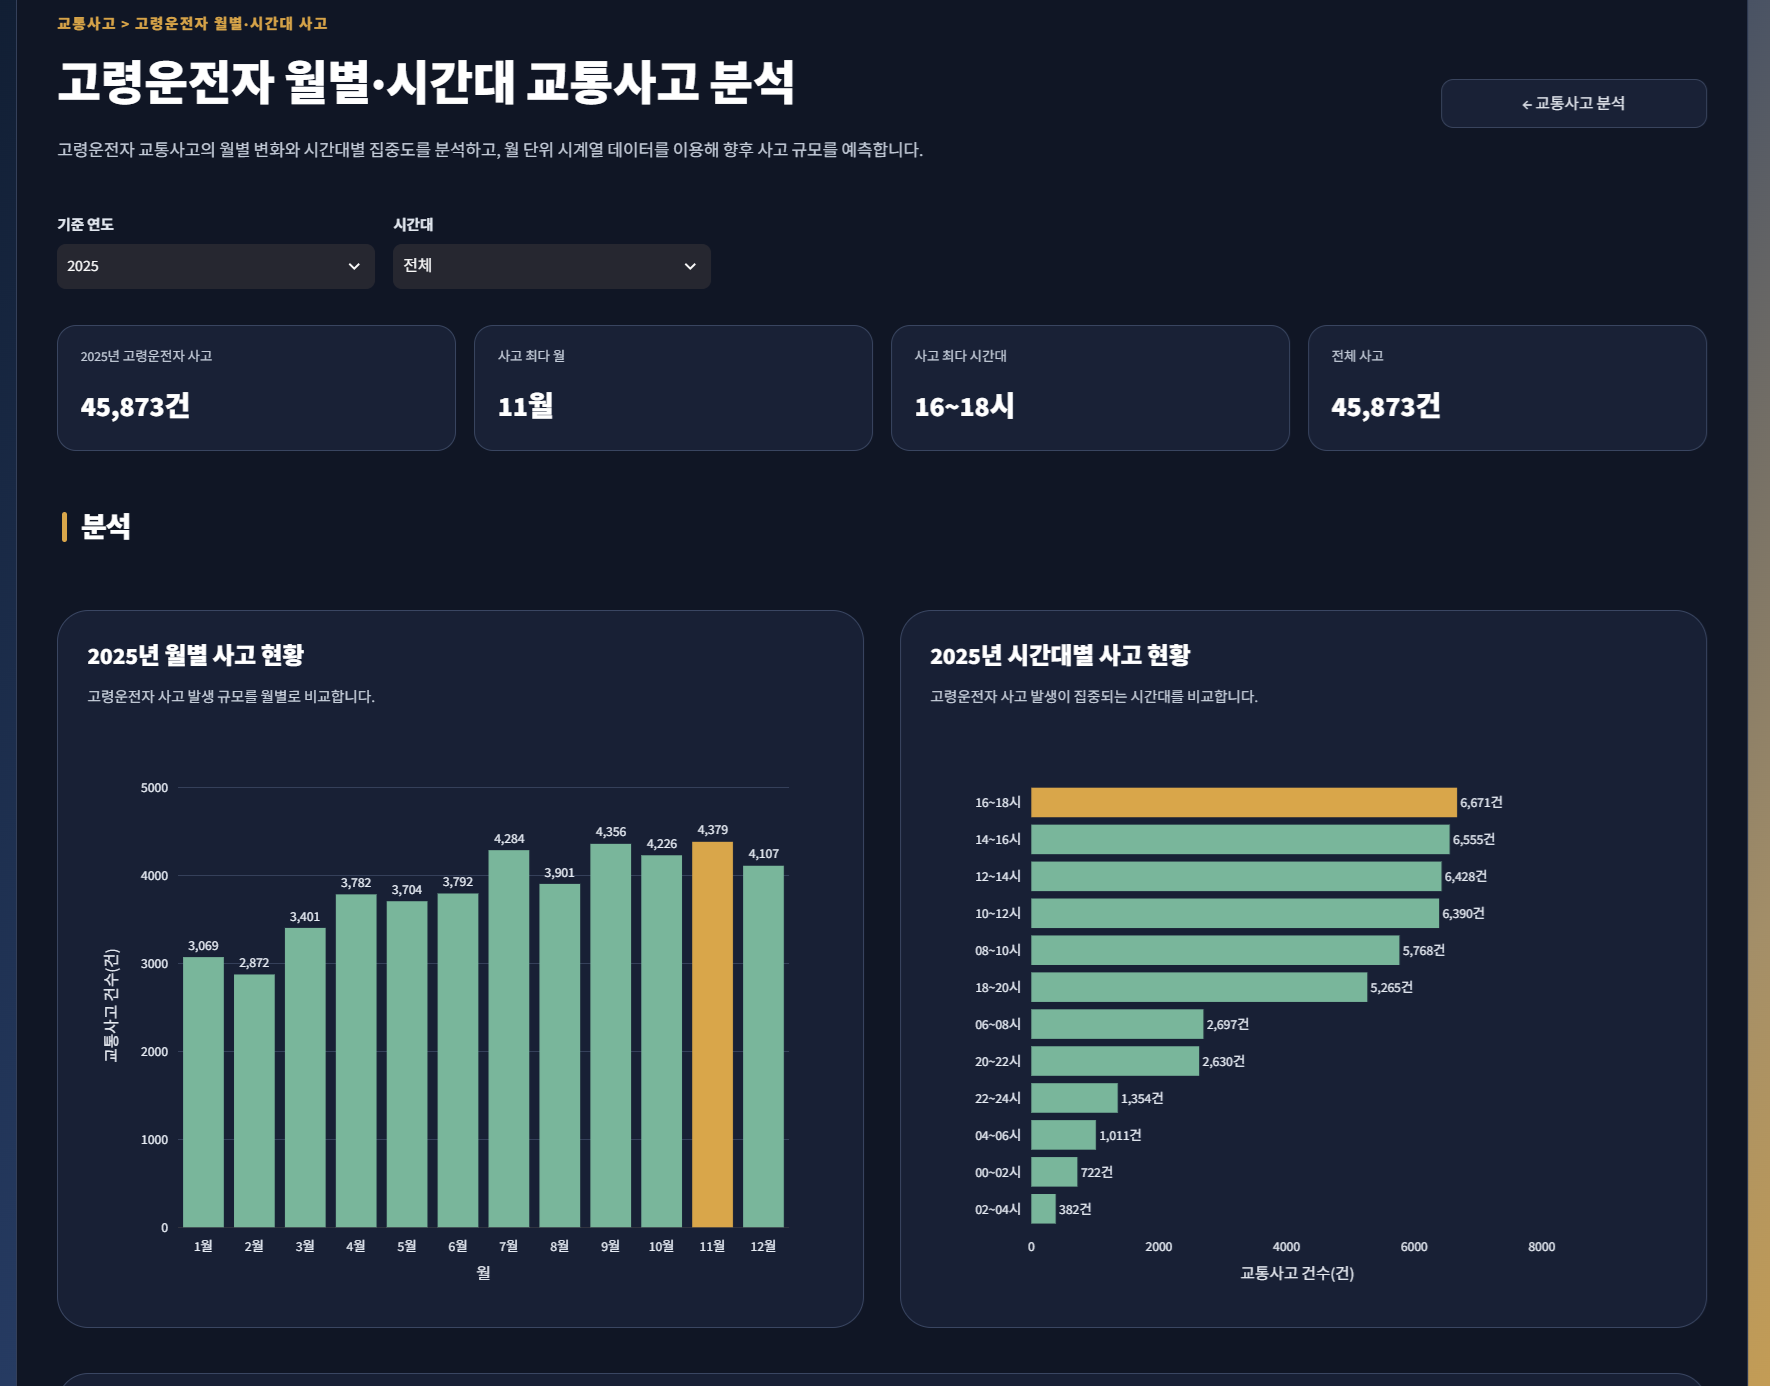 교통사고 > 고령운전자 월별·시간대 사고
고령운전자 월별·시간대 교통사고 분석
← 교통사고 분석
고령운전자 교통사고의 월별 변화와 시간대별 집중도를 분석하고, 월 단위 시계열 데이터를 이용해 향후 사고 규모를 예측합니다.
기준 연도
2025
시간대
전체
2025년 고령운전자 사고
45,873건
사고 최다 월
11월
사고 최다 시간대
16~18시
전체 사고
45,873건
분석
2025년 월별 사고 현황
고령운전자 사고 발생 규모를 월별로 비교합니다.
교통사고 건수(건)
5000
4000
3000
2000
1000
0
3,069
2,872
3,401
3,782
3,704
3,792
4,284
3,901
4,356
4,226
4,379
4,107
1월 2월 3월 4월 5월 6월 7월 8월 9월 10월 11월 12월
월
2025년 시간대별 사고 현황
고령운전자 사고 발생이 집중되는 시간대를 비교합니다.
16~18시 6,671건
14~16시 6,555건
12~14시 6,428건
10~12시 6,390건
08~10시 5,768건
18~20시 5,265건
06~08시 2,697건
20~22시 2,630건
22~24시 1,354건
04~06시 1,011건
00~02시 722건
02~04시 382건
0 2000 4000 6000 8000
교통사고 건수(건)